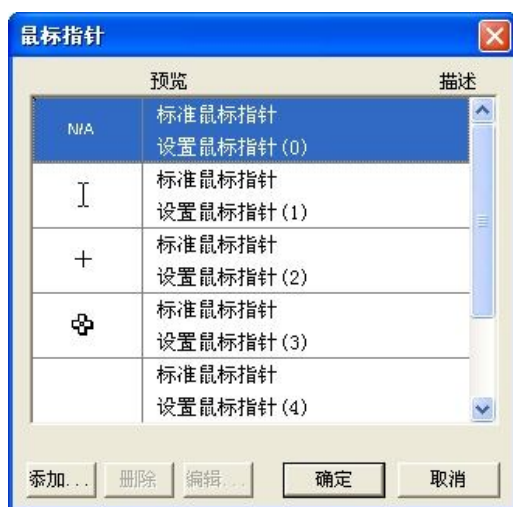 鼠标指针
预览 描述
N/A
标准鼠标指针
设置鼠标指针(0)
标准鼠标指针
设置鼠标指针(1)
标准鼠标指针
设置鼠标指针(2)
标准鼠标指针
设置鼠标指针(3)
标准鼠标指针
设置鼠标指针(4)
添加... 删除 编辑... 确定 取消